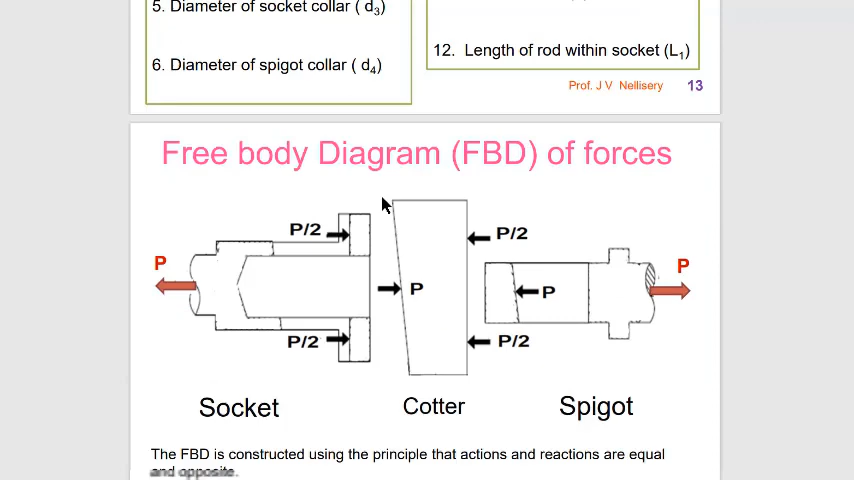 5. Diameter of socket collar ( d3)
6. Diameter of spigot collar ( d4)
12. Length of rod within socket (L1)
Prof. J V Nellisery 13
Free body Diagram (FBD) of forces
P/2
P
P/2
P
P/2
P/2
P
P
Socket
Cotter
Spigot
The FBD is constructed using the principle that actions and reactions are equal
and opposite.